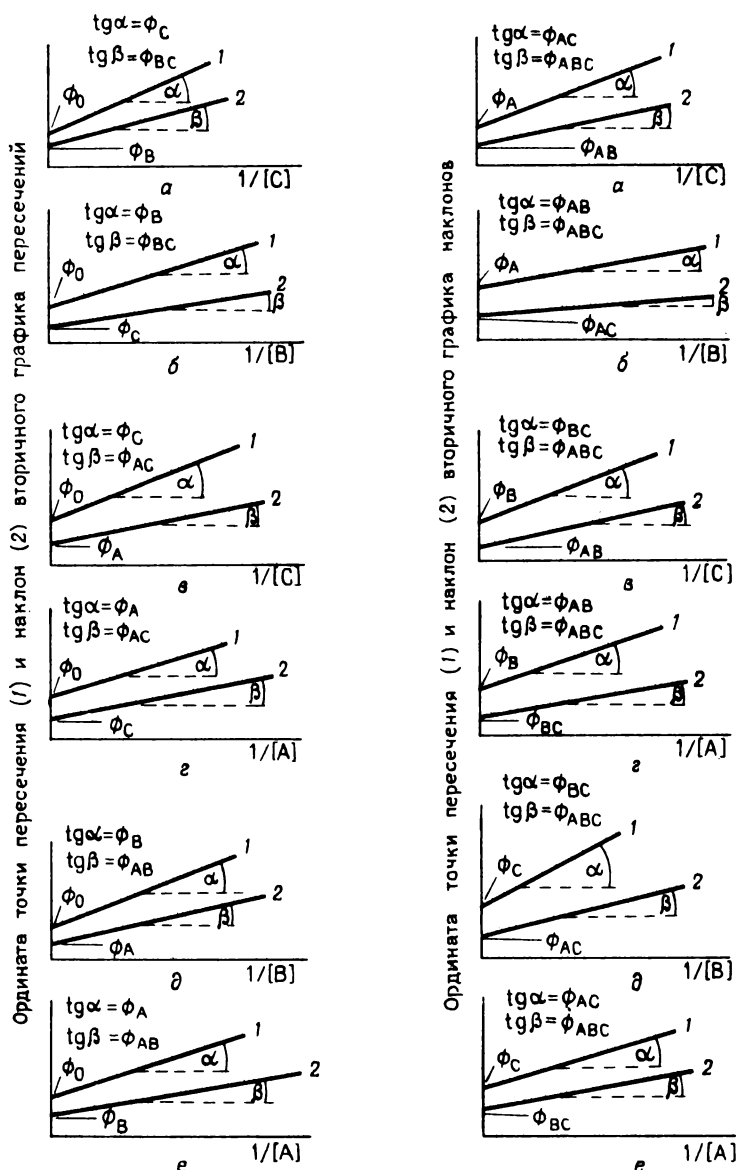 Ордината точки пересечения (1) и наклон (2) вторичного графика пересечений
tgα=ϕC
tgβ=ϕBC
ϕ0
1
α
2
β
ϕB
1/[C]
а
tgα=ϕB
tgβ=ϕBC
ϕ0
1
α
2
β
ϕC
1/[B]
б
tgα=ϕC
tgβ=ϕAC
ϕ0
1
α
2
β
ϕA
1/[C]
в
tgα=ϕA
tgβ=ϕAC
ϕ0
1
α
2
β
ϕC
1/[A]
г
tgα=ϕB
tgβ=ϕAB
ϕ0
1
α
2
β
ϕA
1/[B]
д
tgα=ϕA
tgβ=ϕAB
ϕ0
1
α
2
β
ϕB
1/[A]
е
Ордината точки пересечения (1) и наклон (2) вторичного графика наклонов
tgα=ϕAC
tgβ=ϕABC
ϕA
1
α
2
β
ϕAB
1/[C]
а
tgα=ϕAB
tgβ=ϕABC
ϕA
1
α
2
β
ϕAC
1/[B]
б
tgα=ϕBC
tgβ=ϕABC
ϕB
1
α
2
β
ϕAB
1/[C]
в
tgα=ϕAB
tgβ=ϕABC
ϕB
1
α
2
β
ϕBC
1/[A]
г
tgα=ϕBC
tgβ=ϕABC
ϕC
1
α
2
β
ϕAC
1/[B]
д
tgα=ϕAC
tgβ=ϕABC
ϕC
1
α
2
β
ϕBC
1/[A]
е